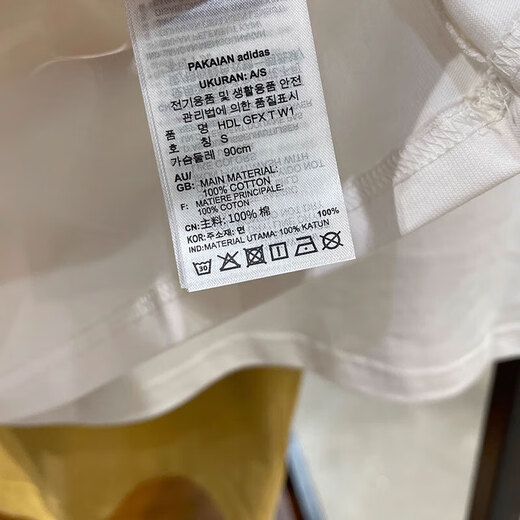 PAKAIAN adidas
UKURAN: A/S
전기용품 및 생활용품 안전
관리법에 의한 품질표시
품 명 HDL GFX T W1
호 칭 S
가슴둘레 90cm
AU/
GB: MAIN MATERIAL:
100% COTTON
F: MATIERE PRINCIPALE:
100% COTON
CN: 主料: 100% 棉
KOR: 주소재: 면 100%
IND: MATERIAL UTAMA: 100% KATUN
30